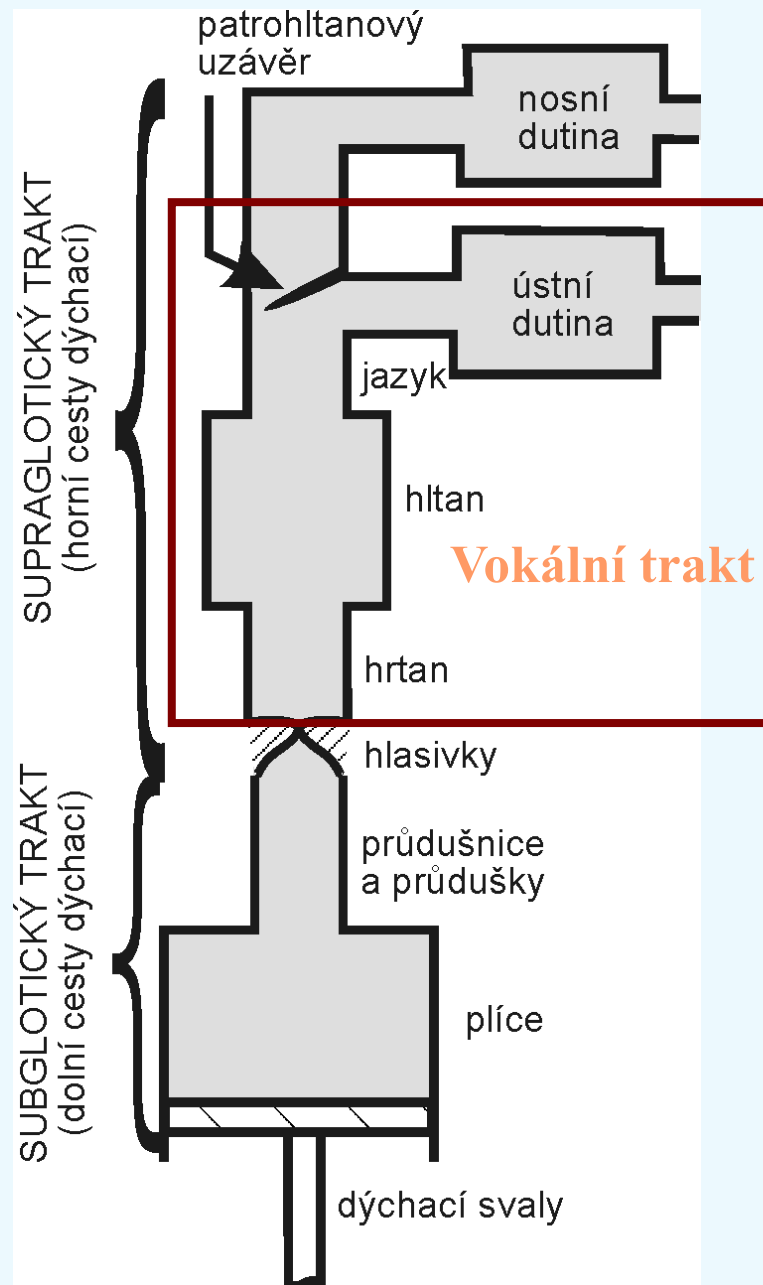 patrohltanový
uzávěr
nosní
dutina
SUPRAGLOTICKÝ TRAKT
(horní cesty dýchací)
ústní
dutina
jazyk
hltan
Vokální trakt
hrtan
hlasivky
SUBGLOTICKÝ TRAKT
(dolní cesty dýchací)
průdušnice
a průdušky
plíce
dýchací svaly